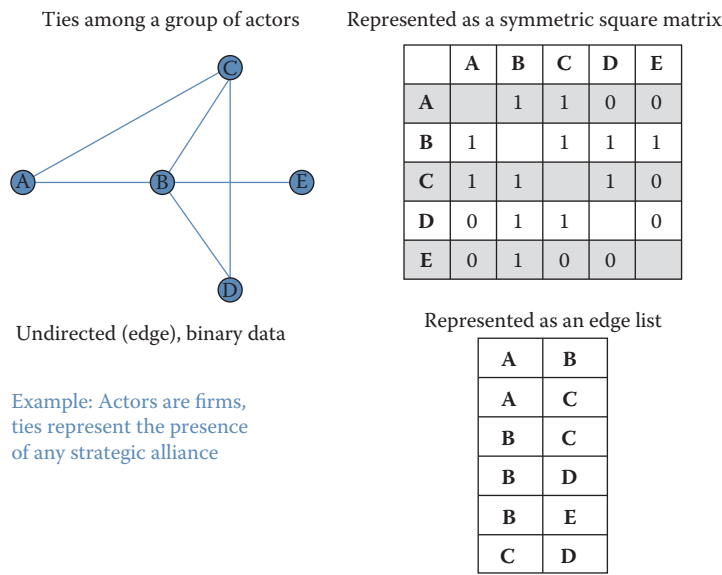 Ties among a group of actors
C
A
B
E
D
Undirected (edge), binary data
Example: Actors are firms,
ties represent the presence
of any strategic alliance
Represented as a symmetric square matrix
A B C D E
A 1 1 0 0
B 1 1 1 1
C 1 1 1 0
D 0 1 1 0
E 0 1 0 0
Represented as an edge list
A B
A C
B C
B D
B E
C D